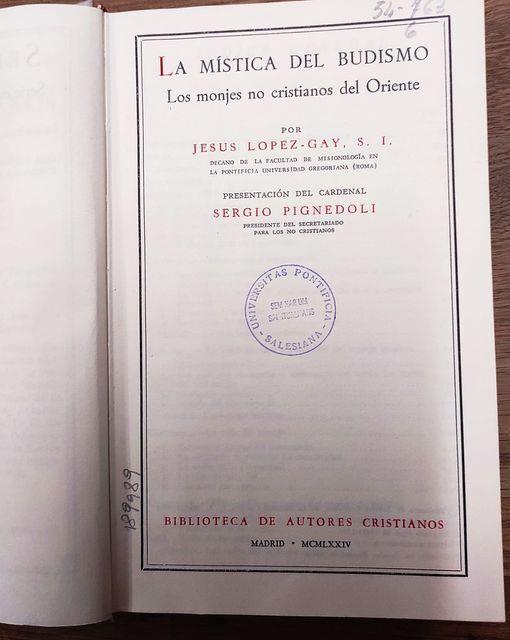 54-763
6
LA MÍSTICA DEL BUDISMO
Los monjes no cristianos del Oriente
POR
JESUS LOPEZ-GAY, S. I.
DECANO DE LA FACULTAD DE MISIONOLOGÍA EN
LA PONTIFICIA UNIVERSIDAD GREGORIANA (ROMA)
PRESENTACIÓN DEL CARDENAL
SERGIO PIGNEDOLI
PRESIDENTE DEL SECRETARIADO
PARA LOS NO CRISTIANOS
UNIVERSITAS PONTIFICIA
SALESIANA
189989
BIBLIOTECA DE AUTORES CRISTIANOS
MADRID • MCMLXXIV